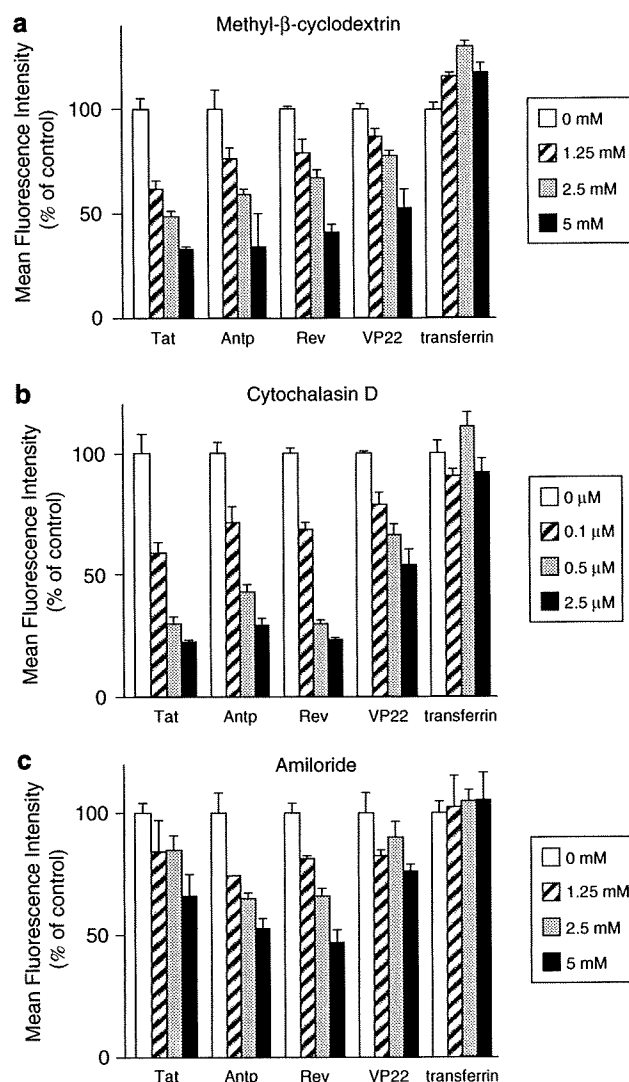 a
Methyl-β-cyclodextrin
Mean Fluorescence Intensity
(% of control)
100
50
0
Tat Antp Rev VP22 transferrin
0 mM
1.25 mM
2.5 mM
5 mM
b
Cytochalasin D
Mean Fluorescence Intensity
(% of control)
100
50
0
Tat Antp Rev VP22 transferrin
0 μM
0.1 μM
0.5 μM
2.5 μM
c
Amiloride
Mean Fluorescence Intensity
(% of control)
100
50
0
Tat Antp Rev VP22 transferrin
0 mM
1.25 mM
2.5 mM
5 mM